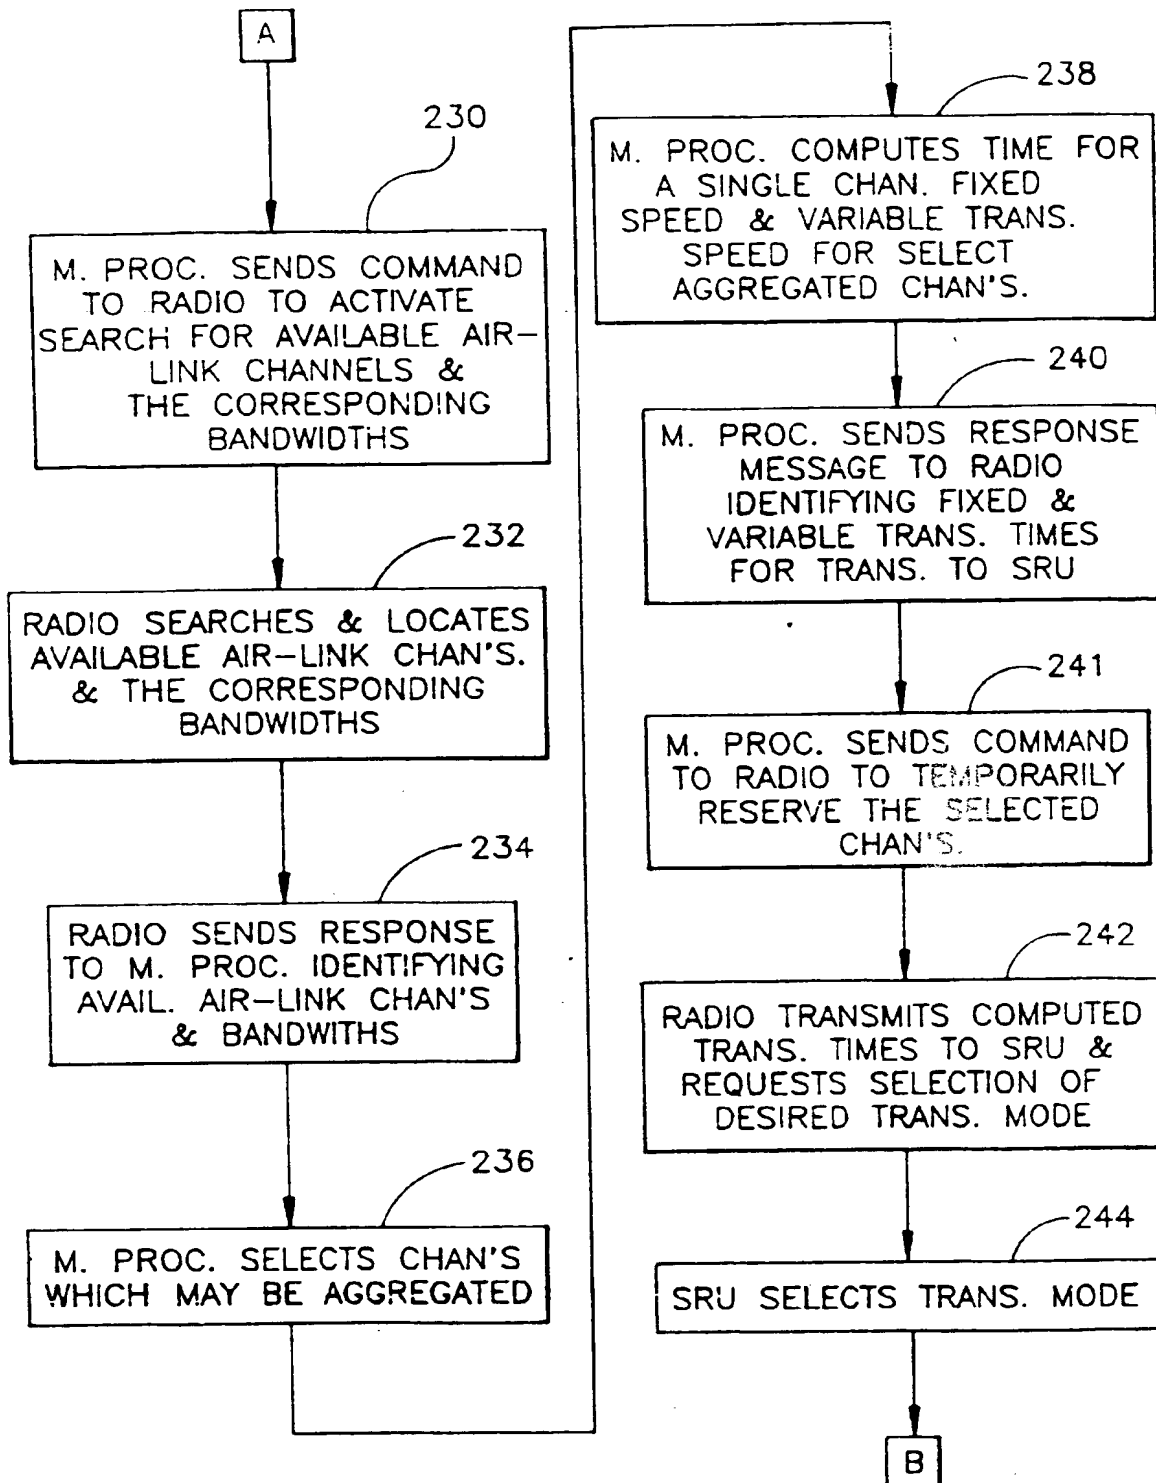 A
230
M. PROC. SENDS COMMAND
TO RADIO TO ACTIVATE
SEARCH FOR AVAILABLE AIR-
LINK CHANNELS &
THE CORRESPONDING
BANDWIDTHS
232
RADIO SEARCHES & LOCATES
AVAILABLE AIR-LINK CHAN'S.
& THE CORRESPONDING
BANDWIDTHS
234
RADIO SENDS RESPONSE
TO M. PROC. IDENTIFYING
AVAIL. AIR-LINK CHAN'S
& BANDWITHS
236
M. PROC. SELECTS CHAN'S
WHICH MAY BE AGGREGATED
238
M. PROC. COMPUTES TIME FOR
A SINGLE CHAN. FIXED
SPEED & VARIABLE TRANS.
SPEED FOR SELECT
AGGREGATED CHAN'S.
240
M. PROC. SENDS RESPONSE
MESSAGE TO RADIO
IDENTIFYING FIXED &
VARIABLE TRANS. TIMES
FOR TRANS. TO SRU
241
M. PROC. SENDS COMMAND
TO RADIO TO TEMPORARILY
RESERVE THE SELECTED
CHAN'S.
242
RADIO TRANSMITS COMPUTED
TRANS. TIMES TO SRU &
REQUESTS SELECTION OF
DESIRED TRANS. MODE
244
SRU SELECTS TRANS. MODE
B